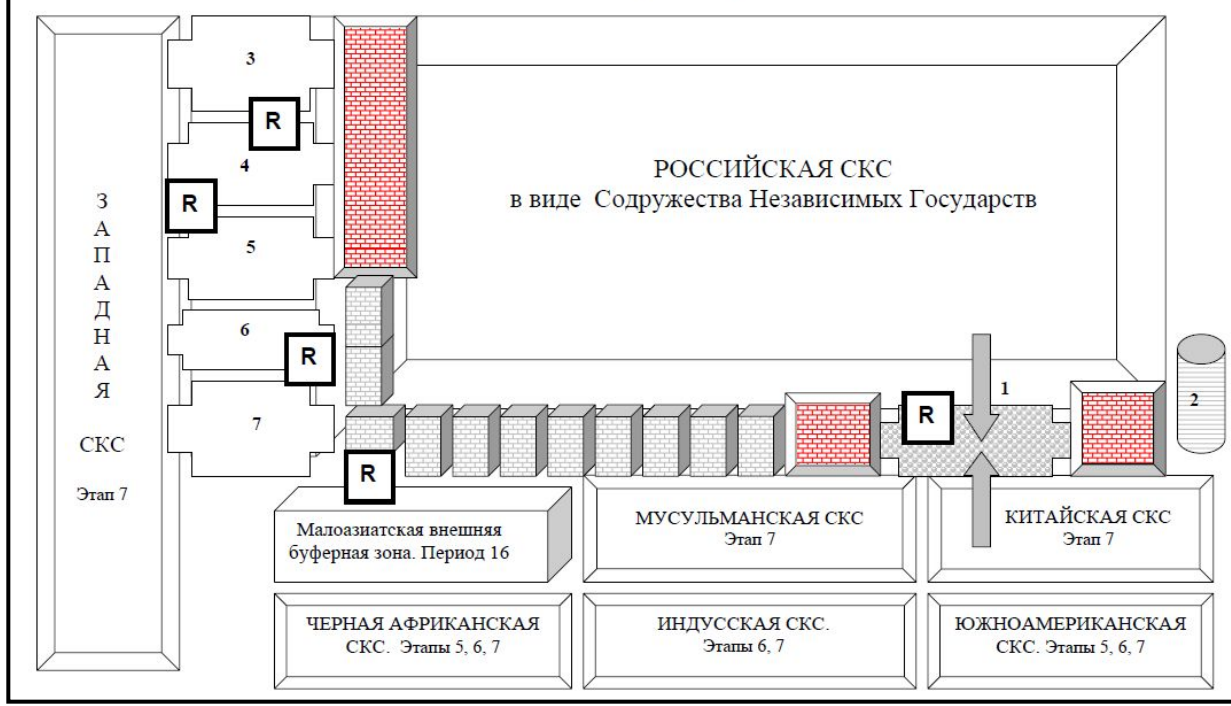 З
А
П
А
Д
Н
А
Я
СКС
Этап 7
3
R
4
R
5
6
R
7
R
РОССИЙСКАЯ СКС
в виде Содружества Независимых Государств
1
R
2
Малоазиатская внешняя
буферная зона. Период 16
МУСУЛЬМАНСКАЯ СКС
Этап 7
КИТАЙСКАЯ СКС
Этап 7
ЧЕРНАЯ АФРИКАНСКАЯ
СКС. Этапы 5, 6, 7
ИНДУССКАЯ СКС.
Этапы 6, 7
ЮЖНОАМЕРИКАНСКАЯ
СКС. Этапы 5, 6, 7